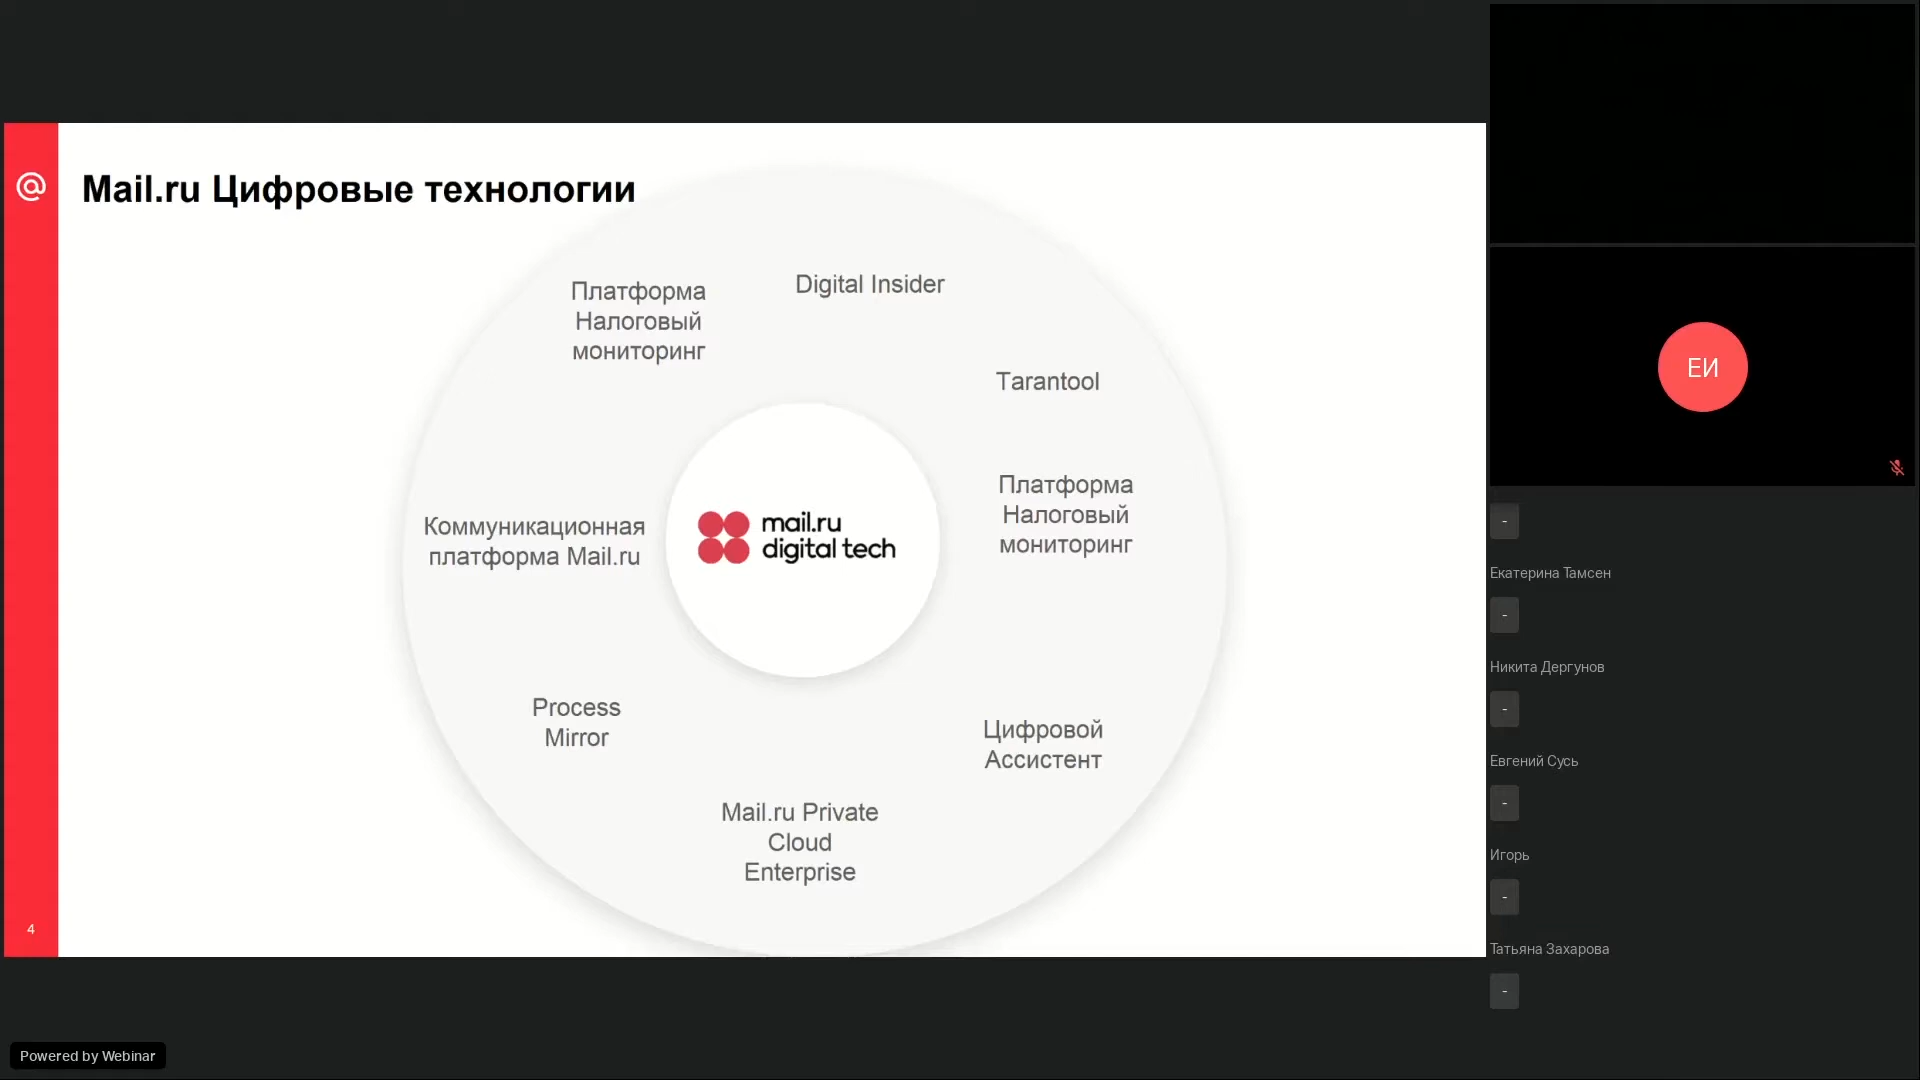 @
Mail.ru Цифровые технологии
Платформа
Налоговый
мониторинг
Digital Insider
Tarantool
Платформа
Налоговый
мониторинг
Коммуникационная
платформа Mail.ru
mail.ru
digital tech
Process
Mirror
Цифровой
Ассистент
Mail.ru Private
Cloud
Enterprise
4
ЕИ
-
Екатерина Тамсен
-
Никита Дергунов
-
Евгений Сусь
-
Игорь
-
Татьяна Захарова
-
Powered by Webinar